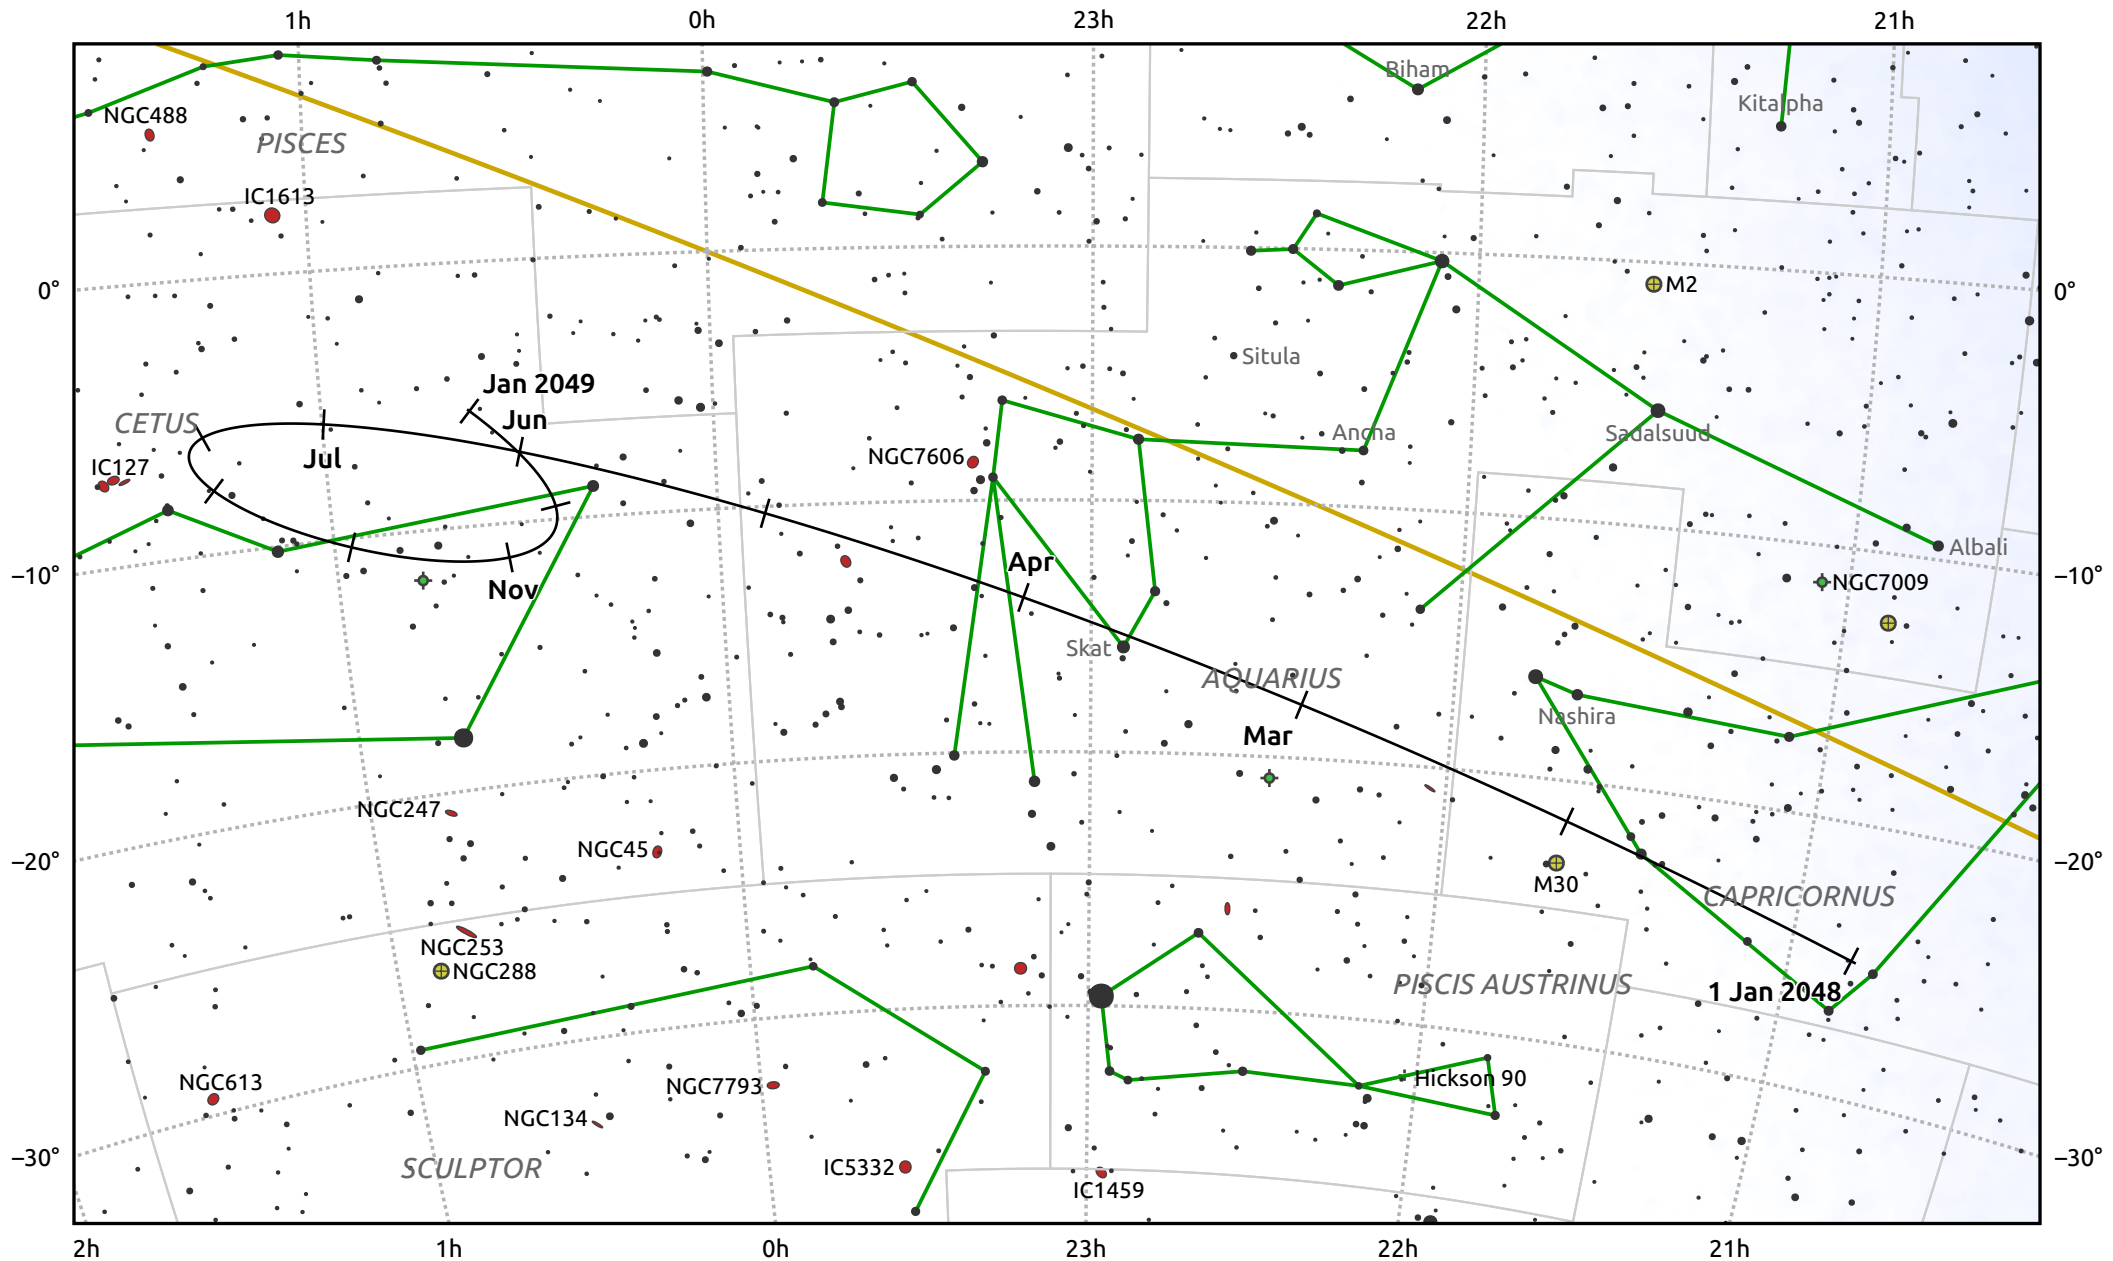 1h 0h 23h 22h 21h
Biham
Kitalpha
NGC488
PISCES
IC1613
0° M2 0°
Situla
Jan 2049
CETUS Jun
Ancha Sadalsuud
Jul NGC7606
IC127
Albali
−10° Apr NGC7009 −10°
Nov
Skat
AQUARIUS
Nashira
Mar
NGC247
NGC45
−20° −20°
M30
CAPRICORNUS
NGC253
NGC288
PISCIS AUSTRINUS
1 Jan 2048
NGC613 NGC7793 Hickson 90
NGC134
−30° −30°
SCULPTOR IC5332
IC1459
2h 1h 0h 23h 22h 21h